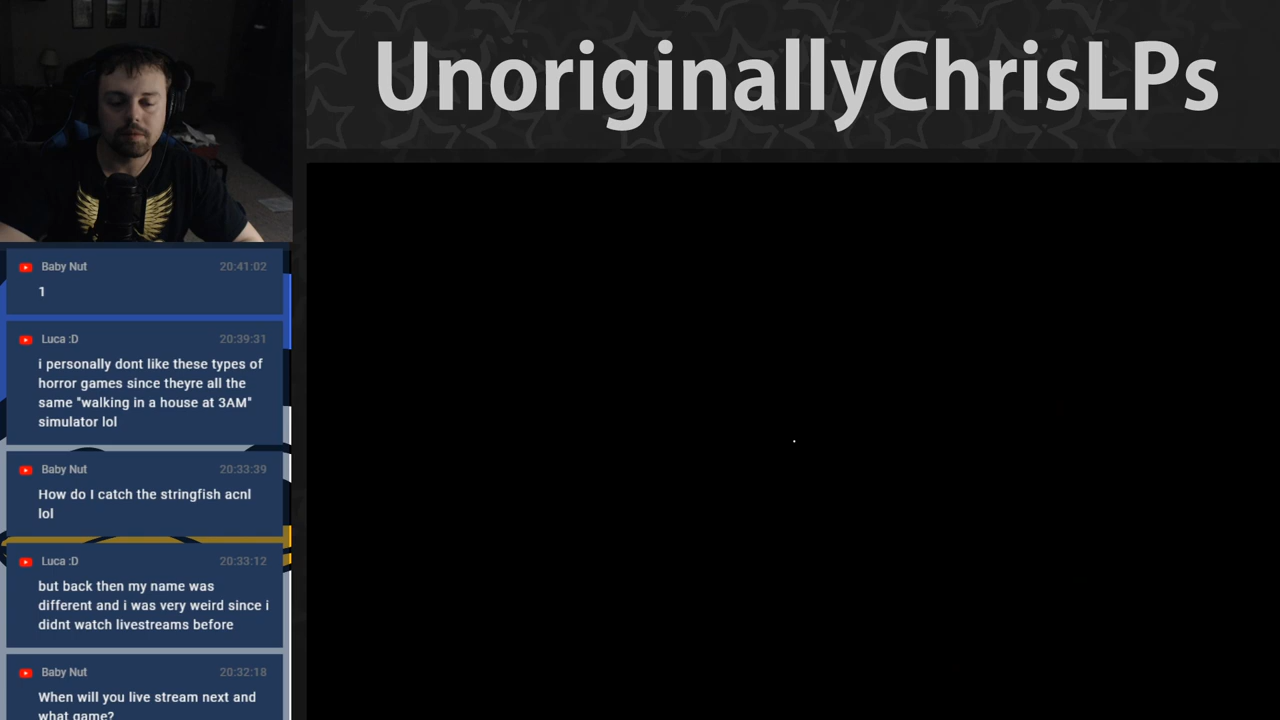 UnoriginallyChrisLPs
Baby Nut 20:41:02
1
Luca :D 20:39:31
i personally dont like these types of
horror games since theyre all the
same "walking in a house at 3AM"
simulator lol
Baby Nut 20:33:39
How do I catch the stringfish acnl
lol
Luca :D 20:33:12
but back then my name was
different and i was very weird since i
didnt watch livestreams before
Baby Nut 20:32:18
When will you live stream next and
what game?